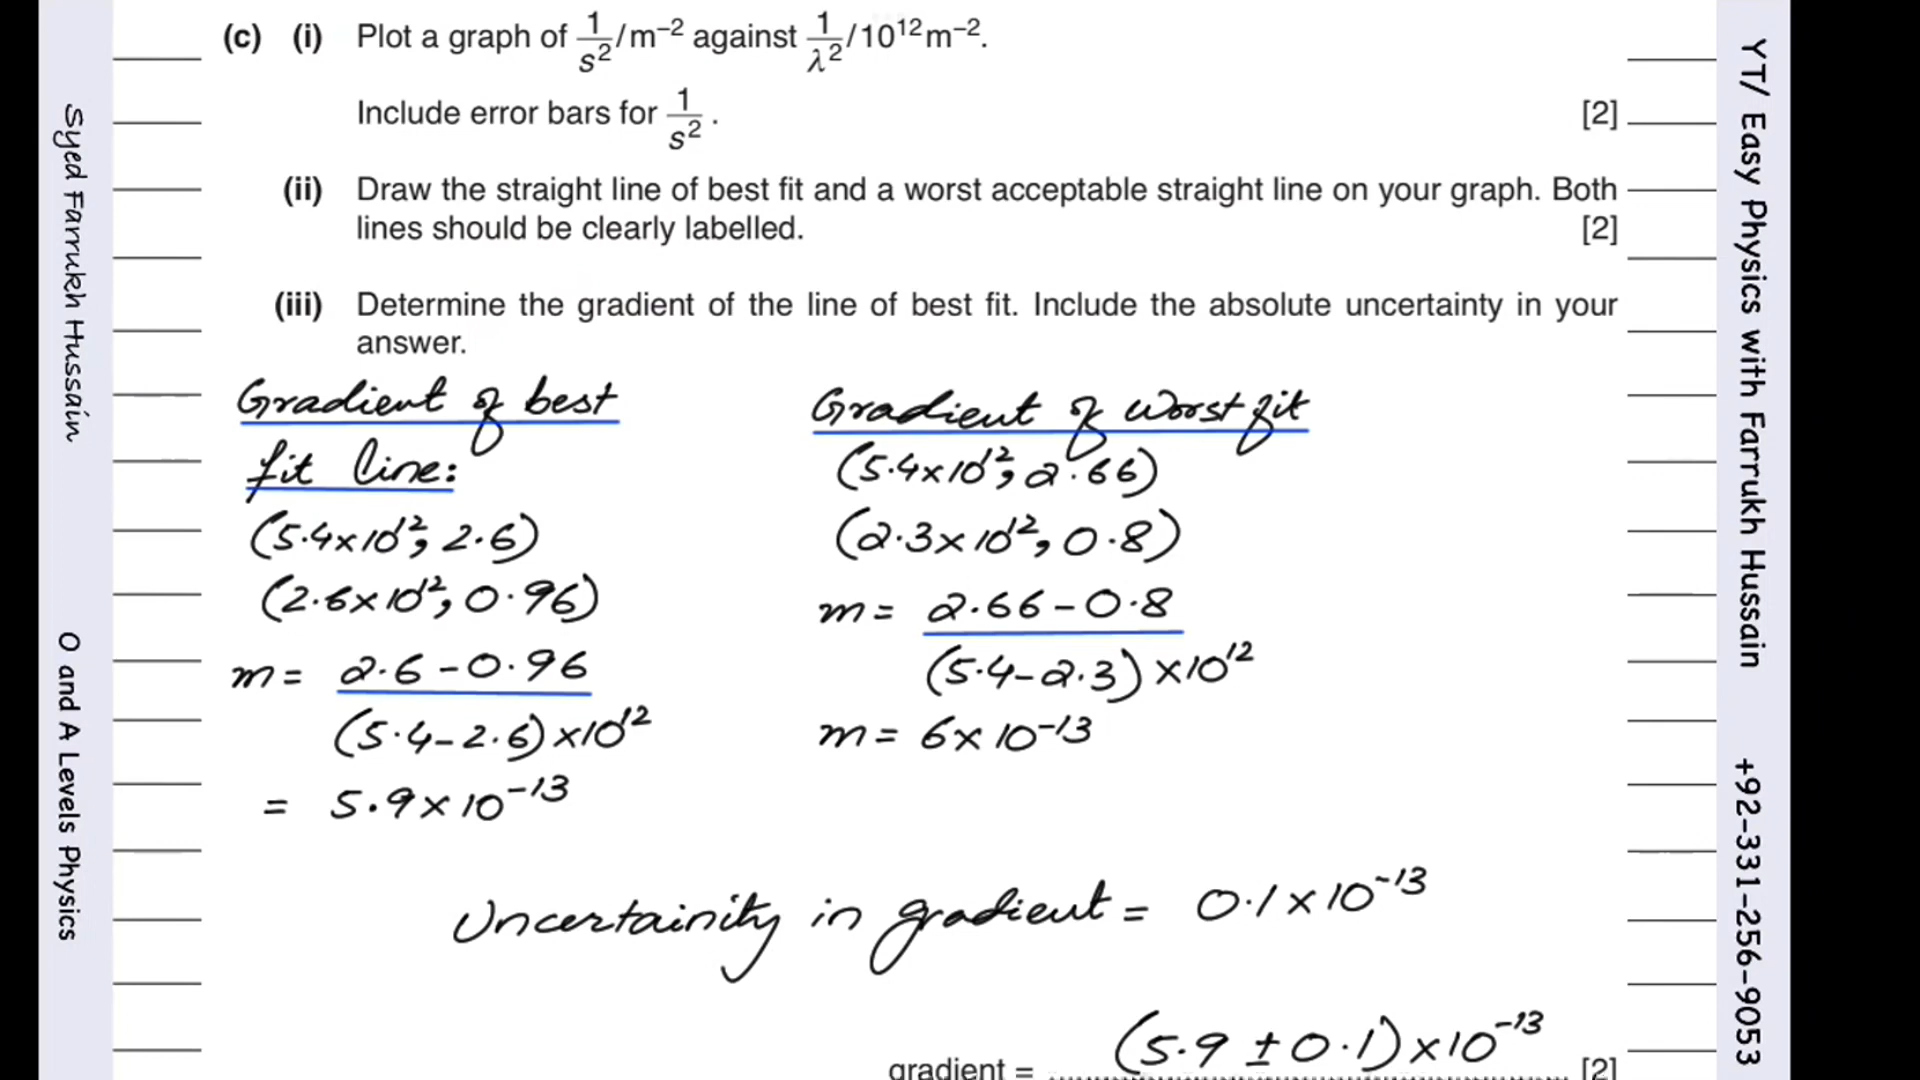 (c) (i) Plot a graph of 1/s² /m⁻² against 1/λ² /10¹² m⁻².
Include error bars for 1/s² . [2]
(ii) Draw the straight line of best fit and a worst acceptable straight line on your graph. Both
lines should be clearly labelled. [2]
(iii) Determine the gradient of the line of best fit. Include the absolute uncertainty in your
answer.
Gradient of best
fit line:
(5.4×10¹², 2.6)
(2.6×10¹², 0.96)
m = 2.6 - 0.96
(5.4-2.6)×10¹²
= 5.9×10⁻¹³
Gradient of worst fit
(5.4×10¹², 2.66)
(2.3×10¹², 0.8)
m = 2.66 - 0.8
(5.4-2.3)×10¹²
m = 6×10⁻¹³
Uncertainity in gradient = 0.1×10⁻¹³
gradient = (5.9 ± 0.1)×10⁻¹³ [2]
Syed Farrukh Hussain
O and A Levels Physics
YT/ Easy Physics with Farrukh Hussain
+92-331-256-9053